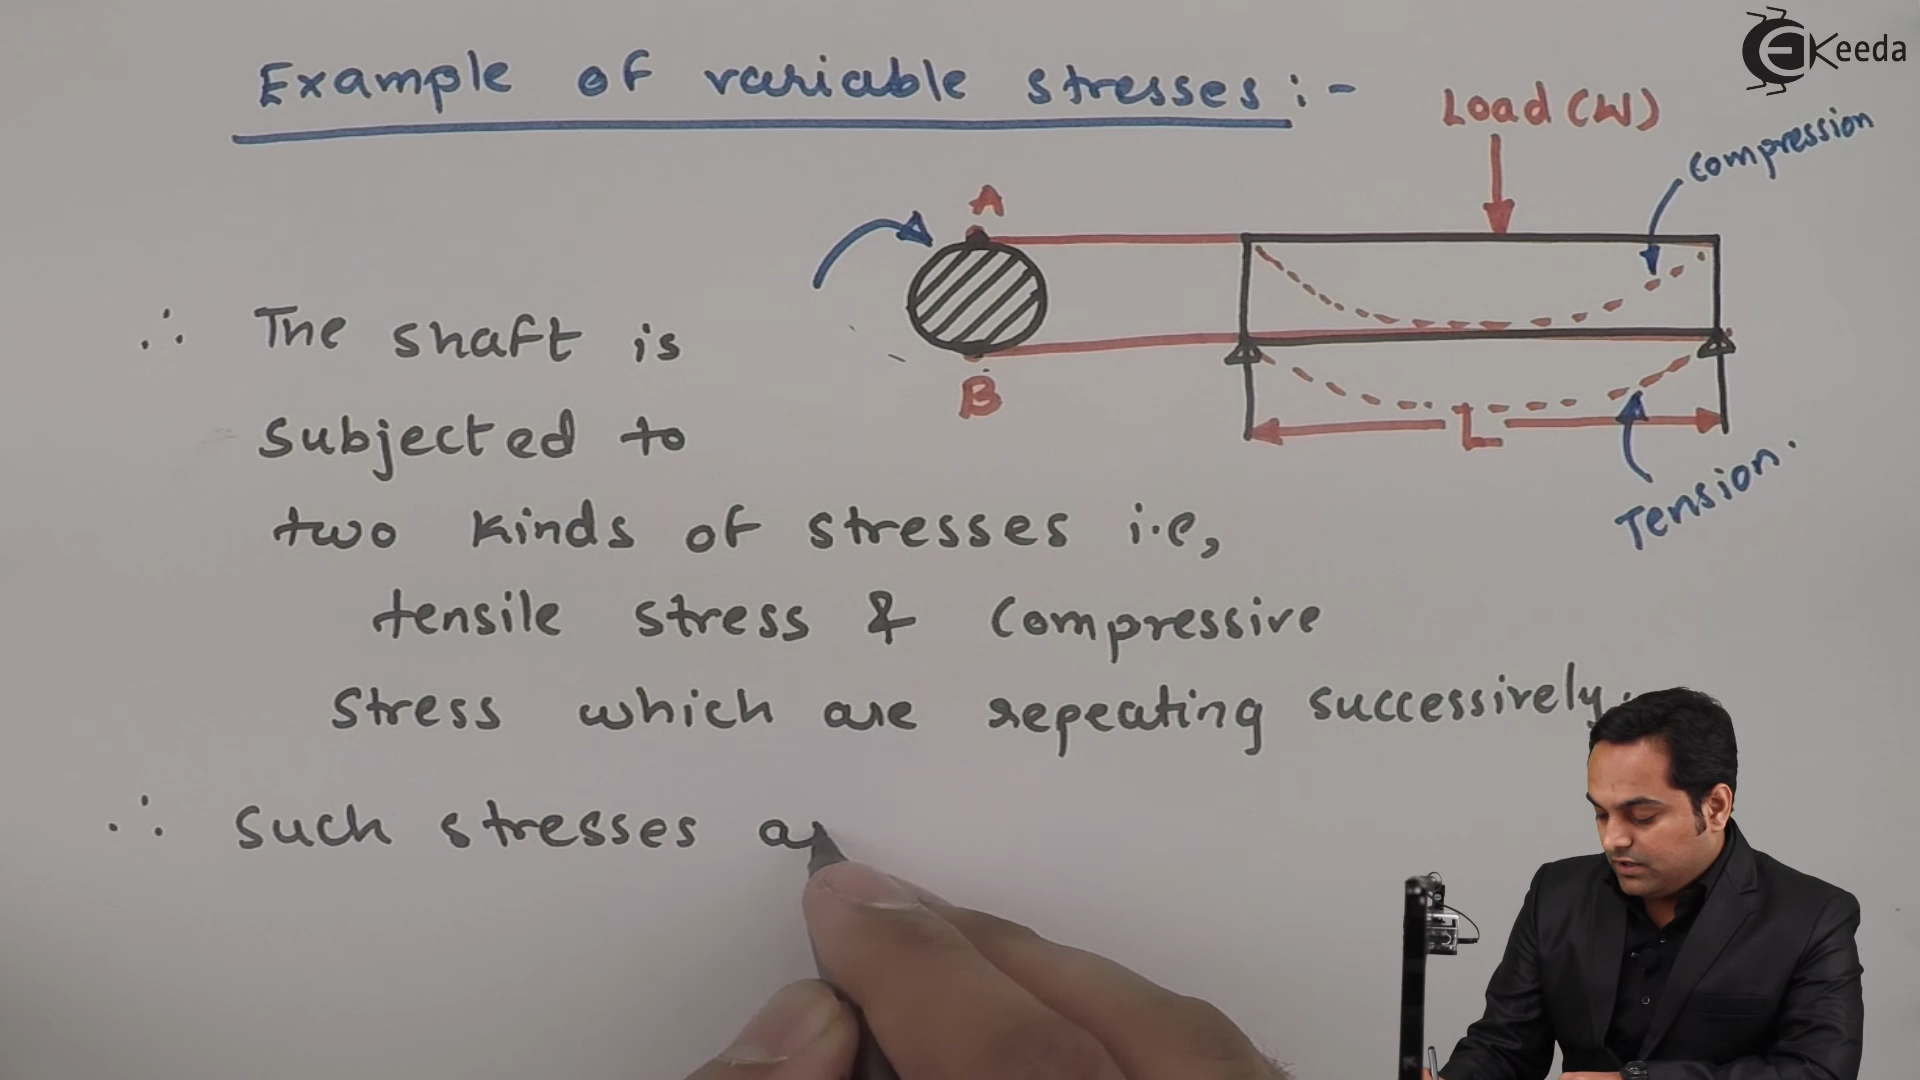 EKeeda
Example of variable stresses :-
Load (W)
compression
A
B
L
Tension.
∴ The shaft is
subjected to
two kinds of stresses i.e,
tensile stress & compressive
stress which are repeating successively.
∴ such stresses ar